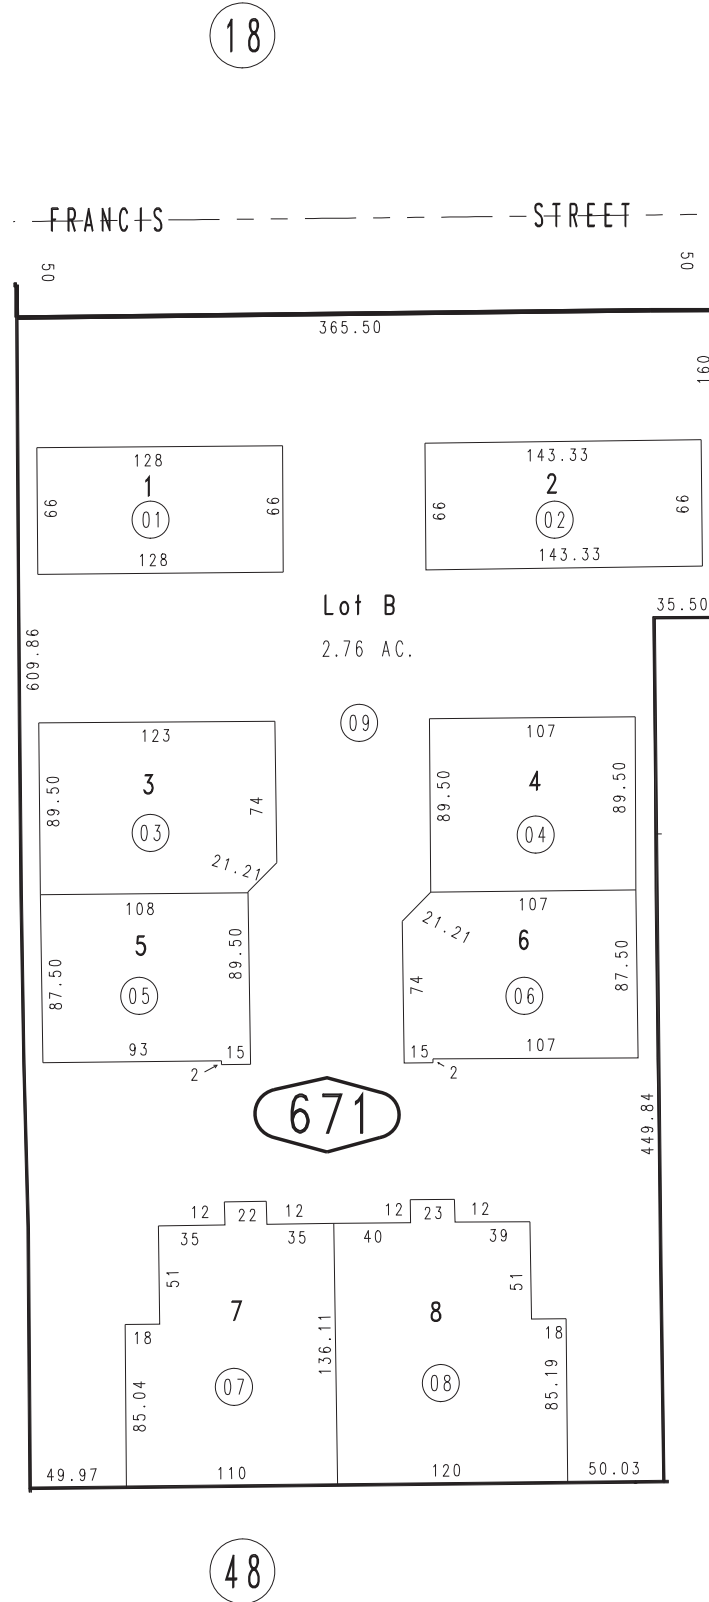 18
FRANCIS STREET
50 50
365.50
160
128 143.33
1 2
66 66 66 66
01 02
128 143.33
Lot B
35.50
609.86
2.76 AC.
09
123 107
3 4
89.50 74 89.50 89.50
03 04
21.21
108 107
21.21
5 6
87.50 89.50 74 87.50
05 06
93 15 15 107
2 2
671
449.84
12 22 12 12 23 12
35 35 40 39
51 51
7 8
18 136.11 18
07 08
85.04 85.19
49.97 110 120 50.03
48